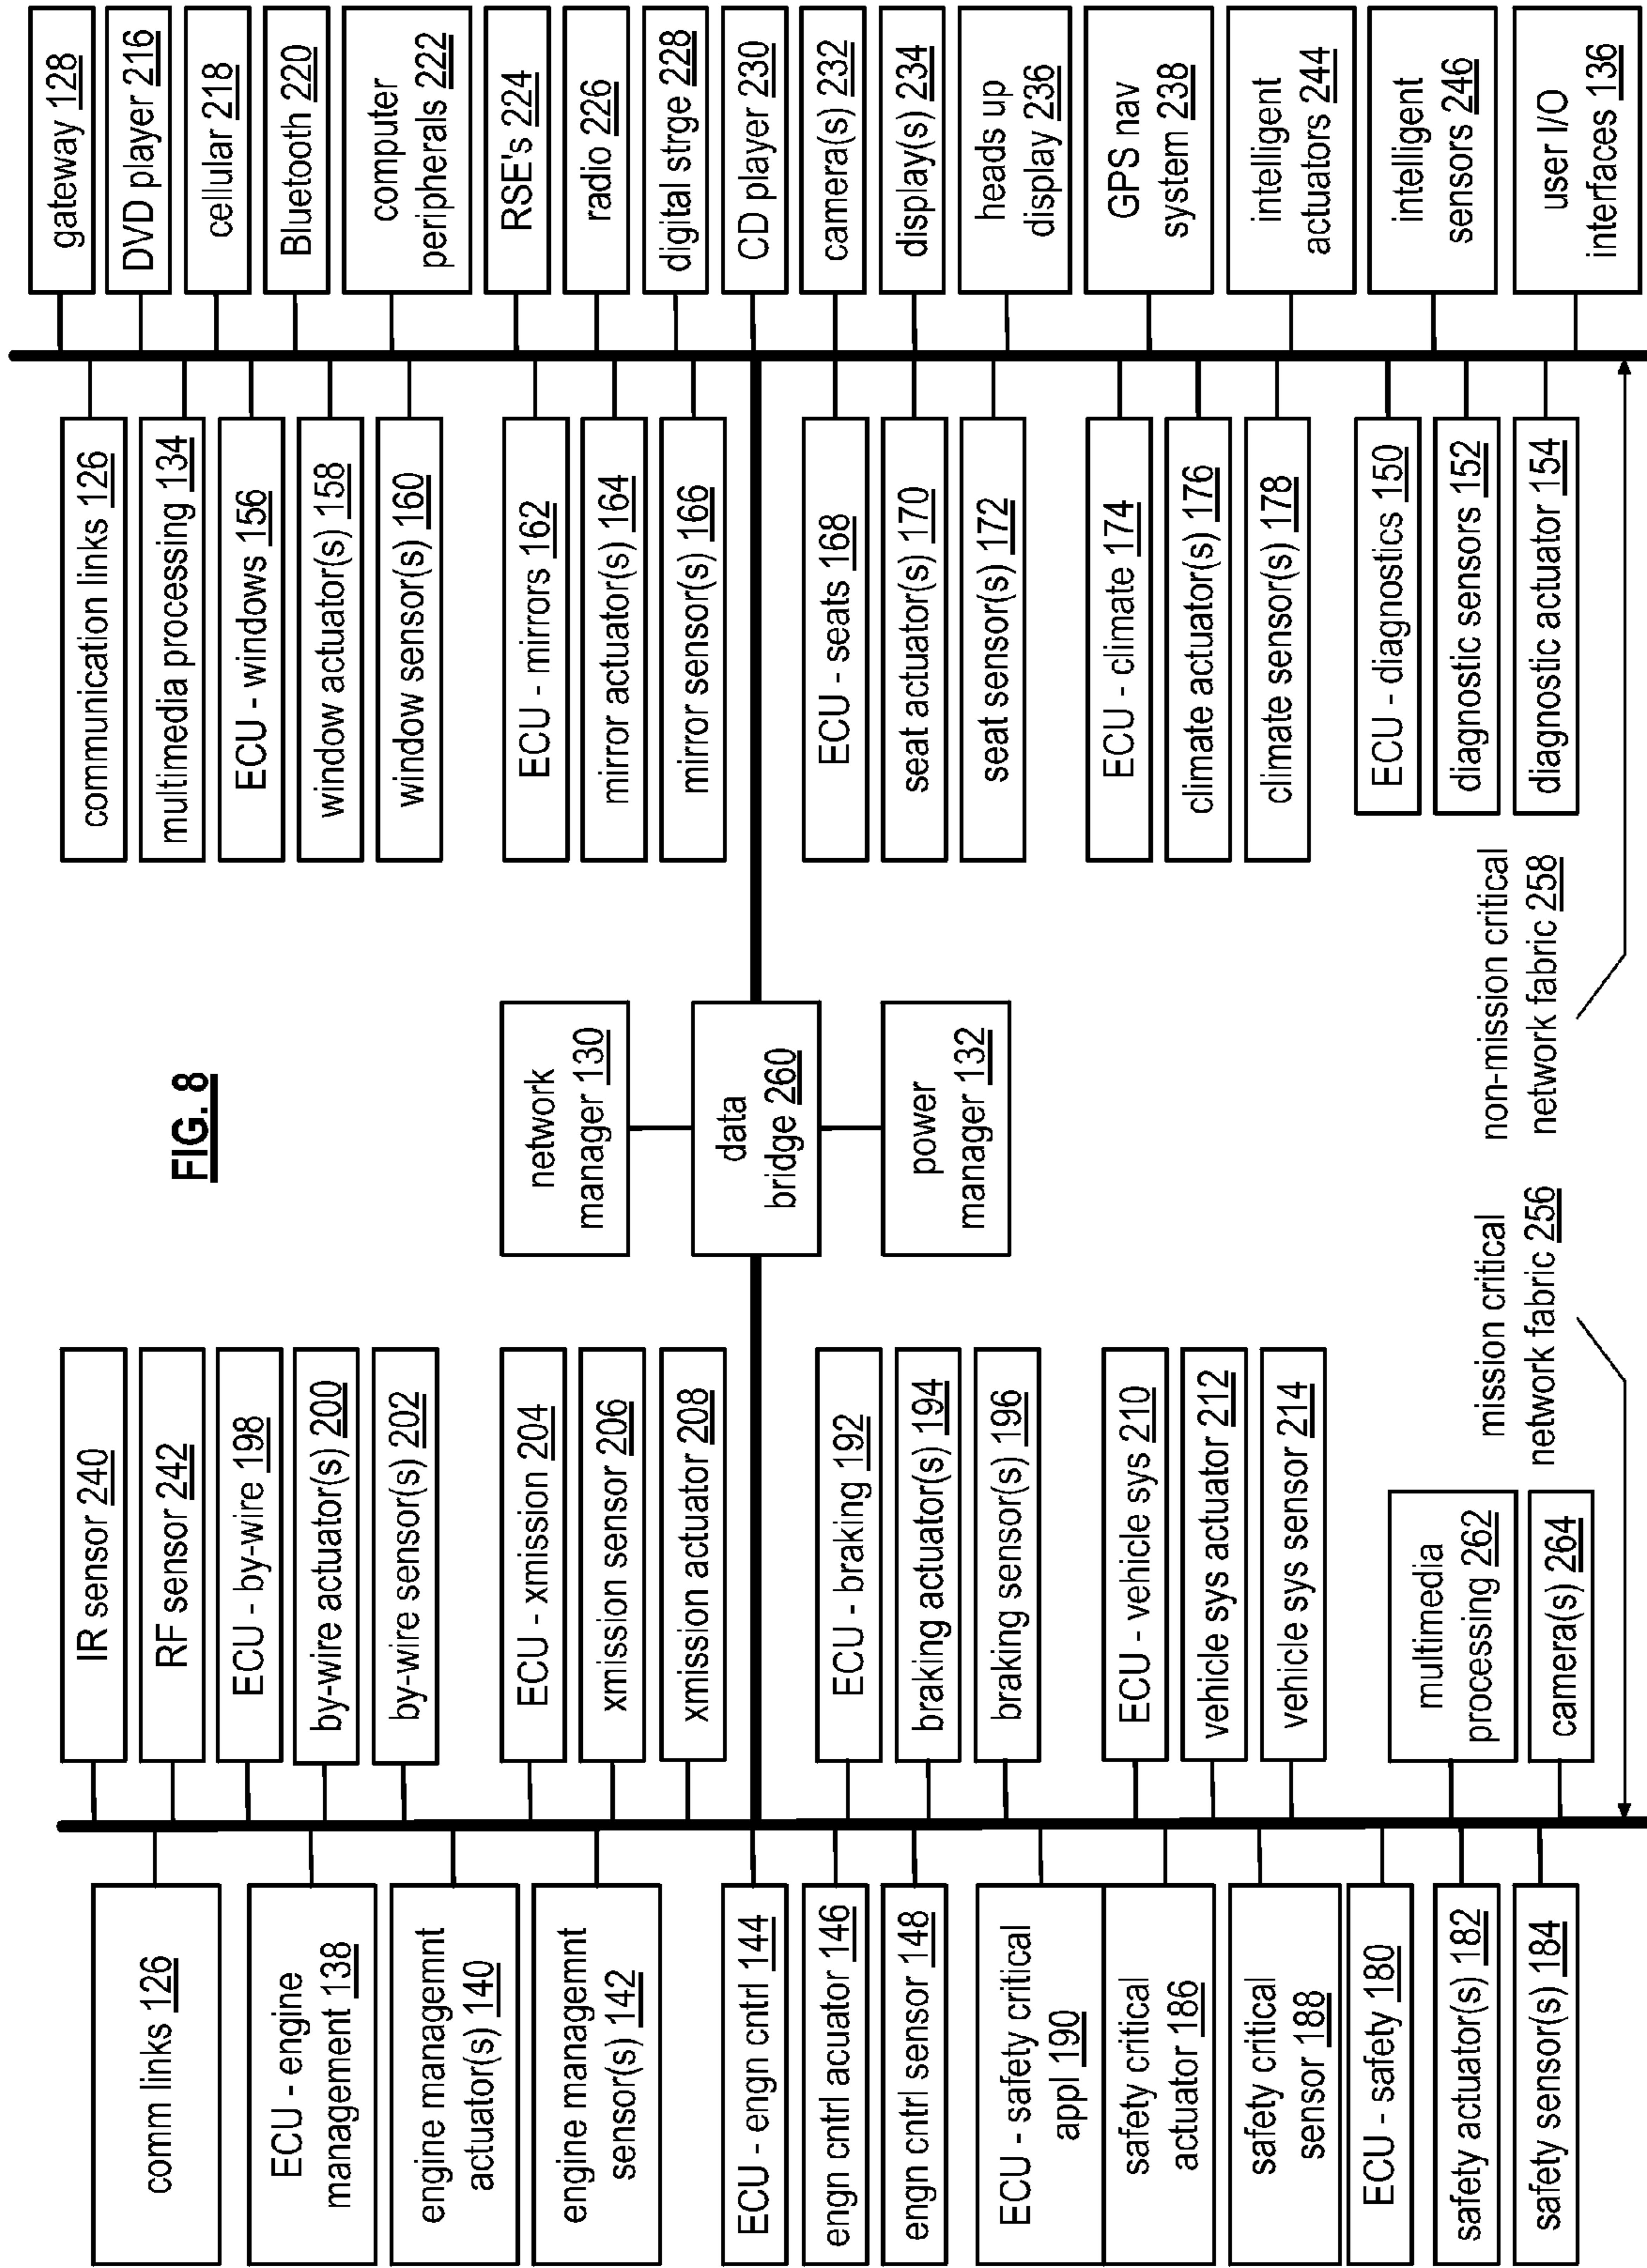 FIG. 8
comm links 126
ECU - engine
management 138
engine managemnt
actuator(s) 140
engine managemnt
sensor(s) 142
ECU - engn cntrl 144
engn cntrl acuator 146
engn cntrl sensor 148
ECU - safety critical
appl 190
safety critical
actuator 186
safety critical
sensor 188
ECU - safety 180
safety actuator(s) 182
safety sensor(s) 184
IR sensor 240
RF sensor 242
ECU - by-wire 198
by-wire actuator(s) 200
by-wire sensor(s) 202
ECU - xmission 204
xmission sensor 206
xmission actuator 208
ECU - braking 192
braking actuator(s) 194
braking sensor(s) 196
ECU - vehicle sys 210
vehicle sys actuator 212
vehicle sys sensor 214
multimedia
processing 262
camera(s) 264
mission critical
network fabric 256
network
manager 130
data
bridge 260
power
manager 132
non-mission critical
network fabric 258
communication links 126
multimedia processing 134
ECU - windows 156
window actuator(s) 158
window sensor(s) 160
ECU - mirrors 162
mirror actuator(s) 164
mirror sensor(s) 166
ECU - seats 168
seat actuator(s) 170
seat sensor(s) 172
ECU - climate 174
climate actuator(s) 176
climate sensor(s) 178
ECU - diagnostics 150
diagnostic sensors 152
diagnostic actuator 154
gateway 128
DVD player 216
cellular 218
Bluetooth 220
computer
peripherals 222
RSE's 224
radio 226
digital strge 228
CD player 230
camera(s) 232
display(s) 234
heads up
display 236
GPS nav
system 238
intelligent
actuators 244
intelligent
sensors 246
user I/O
interfaces 136